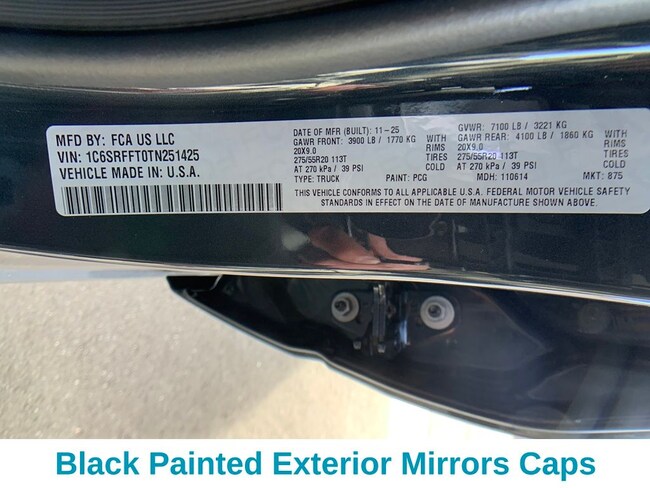 MFD BY: FCA US LLC
VIN: 1C6SRFFT0TN251425
VEHICLE MADE IN: U.S.A.
DATE OF MFR (BUILT): 11-25
GAWR FRONT: 3900 LB / 1770 KG WITH
20X9.0 RIMS
275/55R20 113T TIRES
AT 270 kPa / 39 PSI COLD
TYPE: TRUCK PAINT: PCG
GVWR: 7100 LB / 3221 KG
GAWR REAR: 4100 LB / 1860 KG WITH
20X9.0 RIMS
275/55R20 113T TIRES
AT 270 kPa / 39 PSI COLD
MDH: 110614 MKT: 875
THIS VEHICLE CONFORMS TO ALL APPLICABLE U.S.A. FEDERAL MOTOR VEHICLE SAFETY
STANDARDS IN EFFECT ON THE DATE OF MANUFACTURE SHOWN ABOVE.
Black Painted Exterior Mirrors Caps